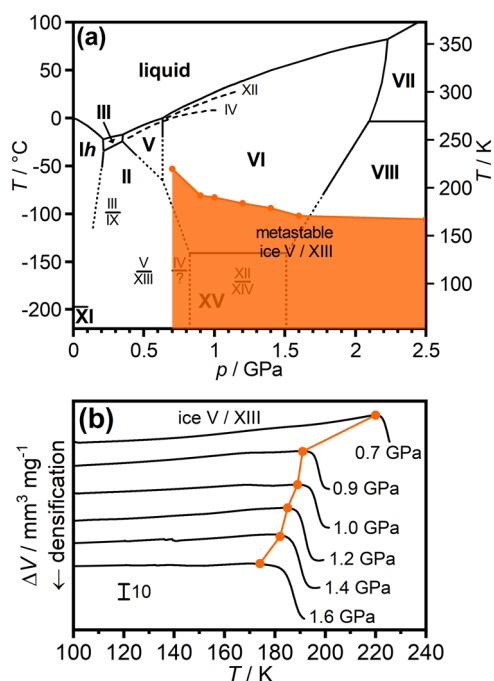 (a)
100
50
0
-50
-100
-150
-200
T / °C
350
300
250
200
150
100
T / K
liquid
XII
IV
III
Ih
V
II
VI
VII
VIII
III
IX
metastable
ice V / XIII
V
XIII
IV
?
XII
XIV
XV
XI
0.0 0.5 1.0 1.5 2.0 2.5
p / GPa
(b)
ice V / XIII
0.7 GPa
0.9 GPa
1.0 GPa
1.2 GPa
1.4 GPa
1.6 GPa
ΔV / mm³ mg⁻¹
← densification
10
100 120 140 160 180 200 220 240
T / K